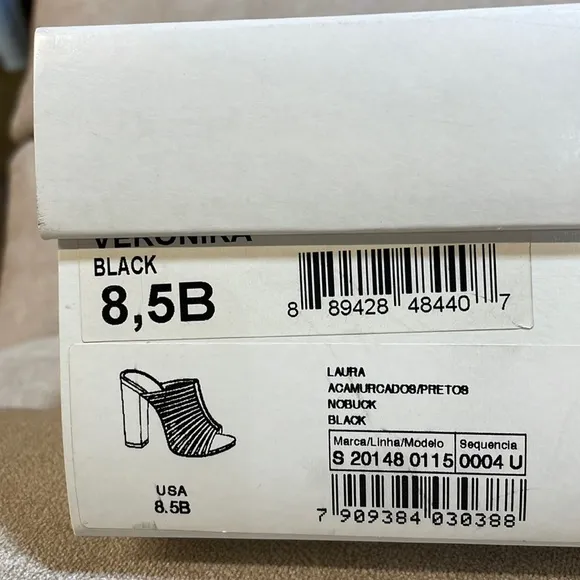 VERONIKA
BLACK
8,5B
8 89428 48440 7
LAURA
ACAMURCADOS/PRETOS
NOBUCK
BLACK
Marca/Linha/Modelo Sequencia
S 20148 0115 0004 U
USA
8.5B
7 909384 030388